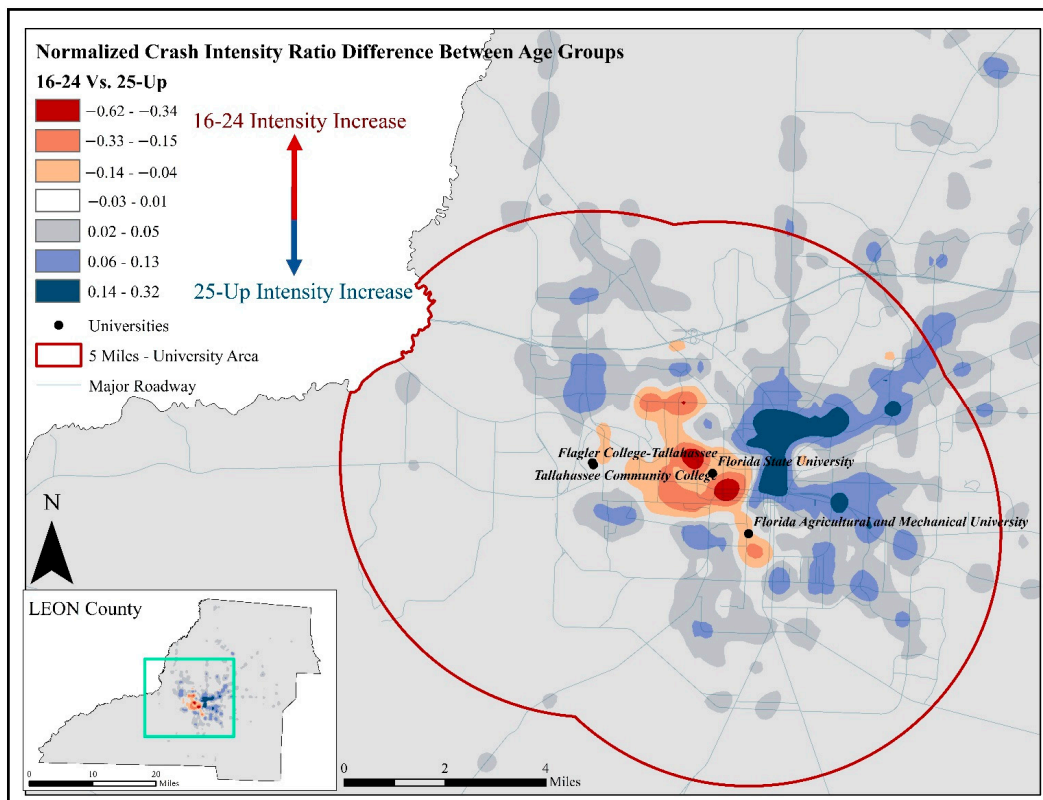 Normalized Crash Intensity Ratio Difference Between Age Groups
16-24 Vs. 25-Up
−0.62 - −0.34
−0.33 - −0.15
−0.14 - −0.04
−0.03 - 0.01
0.02 - 0.05
0.06 - 0.13
0.14 - 0.32
16-24 Intensity Increase
25-Up Intensity Increase
Universities
5 Miles - University Area
Major Roadway
Flagler College-Tallahassee
Tallahassee Community College
Florida State University
Florida Agricultural and Mechanical University
N
LEON County
0 10 20
Miles
0 2 4
Miles